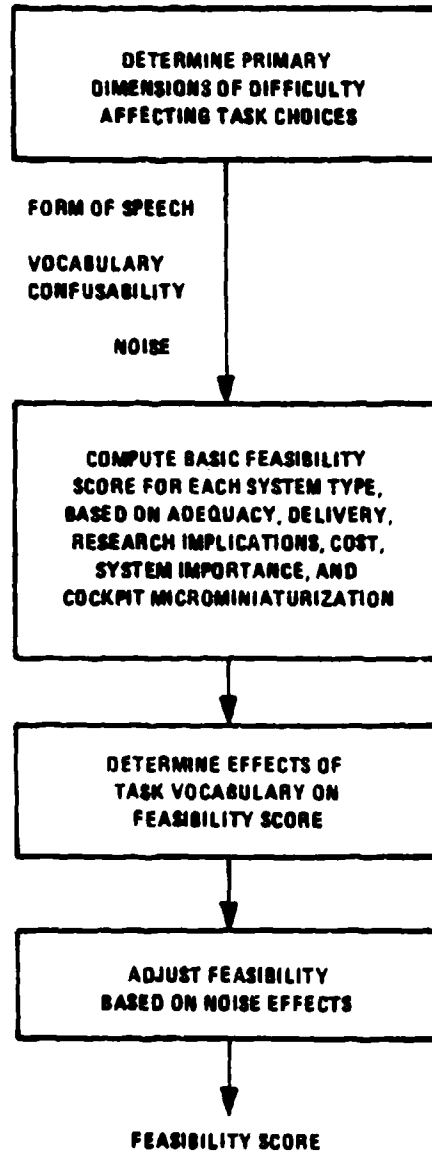 DETERMINE PRIMARY
DIMENSIONS OF DIFFICULTY
AFFECTING TASK CHOICES
FORM OF SPEECH
VOCABULARY
CONFUSABILITY
NOISE
COMPUTE BASIC FEASIBILITY
SCORE FOR EACH SYSTEM TYPE,
BASED ON ADEQUACY, DELIVERY,
RESEARCH IMPLICATIONS, COST,
SYSTEM IMPORTANCE, AND
COCKPIT MICROMINIATURIZATION
DETERMINE EFFECTS OF
TASK VOCABULARY ON
FEASIBILITY SCORE
ADJUST FEASIBILITY
BASED ON NOISE EFFECTS
FEASIBILITY SCORE